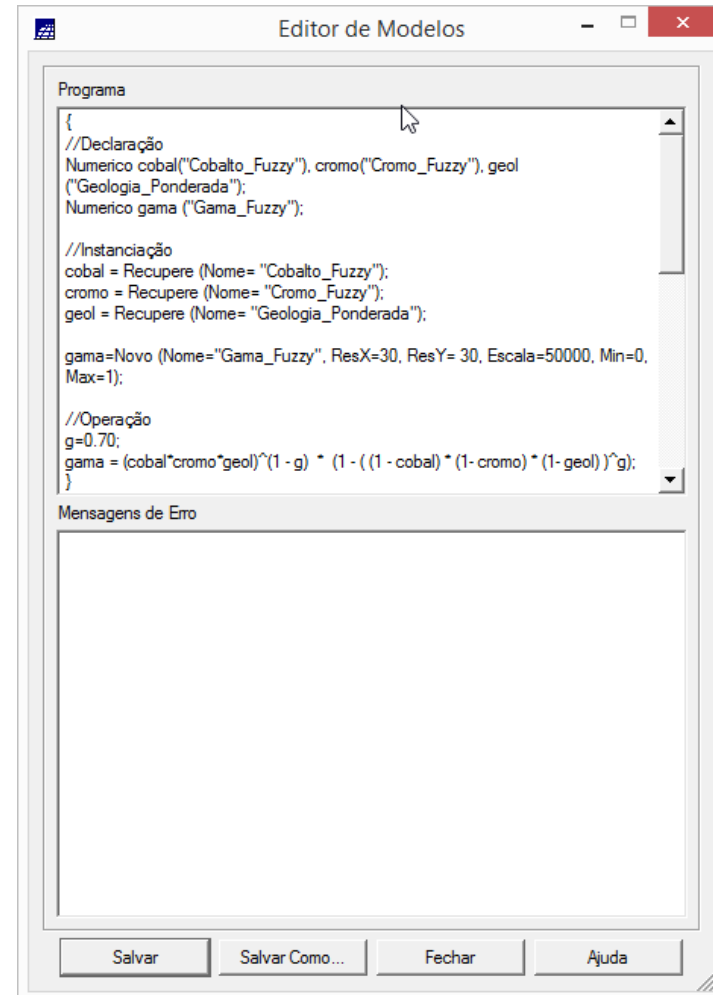 Editor de Modelos
Programa
{
//Declaração
Numerico cobal("Cobalto_Fuzzy"), cromo("Cromo_Fuzzy"), geol
("Geologia_Ponderada");
Numerico gama ("Gama_Fuzzy");
//Instanciação
cobal = Recupere (Nome= "Cobalto_Fuzzy");
cromo = Recupere (Nome= "Cromo_Fuzzy");
geol = Recupere (Nome= "Geologia_Ponderada");
gama=Novo (Nome="Gama_Fuzzy", ResX=30, ResY= 30, Escala=50000, Min=0,
Max=1);
//Operação
g=0.70;
gama = (cobal*cromo*geol)^(1 - g)  *  (1 - ( (1 - cobal) * (1- cromo) * (1- geol) )^g);
}
Mensagens de Erro
Salvar
Salvar Como...
Fechar
Ajuda